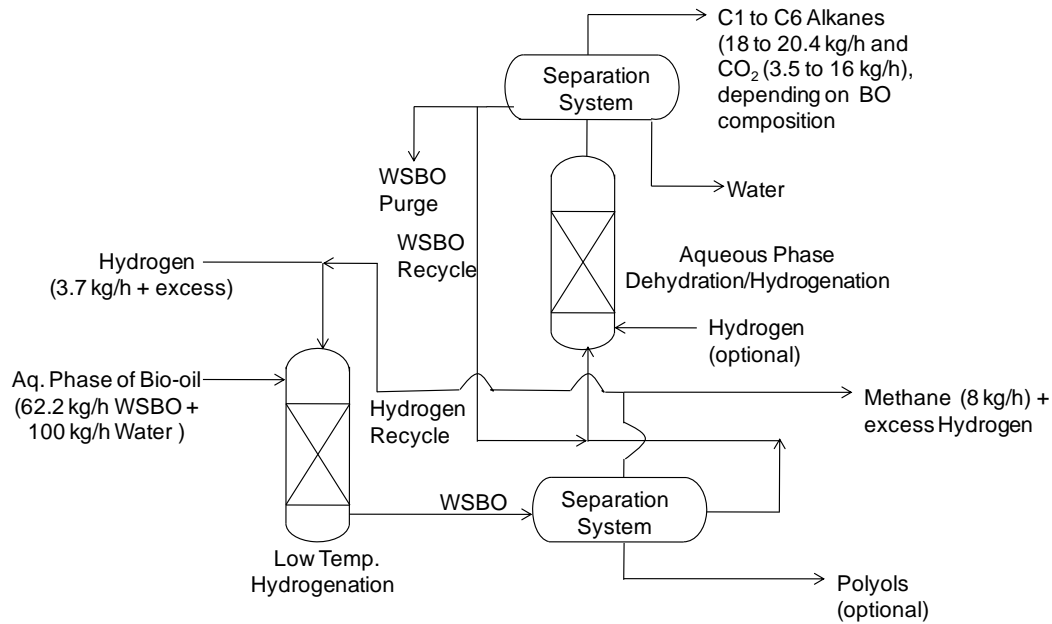 C1 to C6 Alkanes
(18 to 20.4 kg/h and
CO2 (3.5 to 16 kg/h),
depending on BO
composition
Separation
System
WSBO
Purge
Water
WSBO
Recycle
Aqueous Phase
Dehydration/Hydrogenation
Hydrogen
(3.7 kg/h + excess)
Hydrogen
(optional)
Aq. Phase of Bio-oil
(62.2 kg/h WSBO +
100 kg/h Water )
Hydrogen
Recycle
Methane (8 kg/h) +
excess Hydrogen
WSBO
Separation
System
Low Temp.
Hydrogenation
Polyols
(optional)